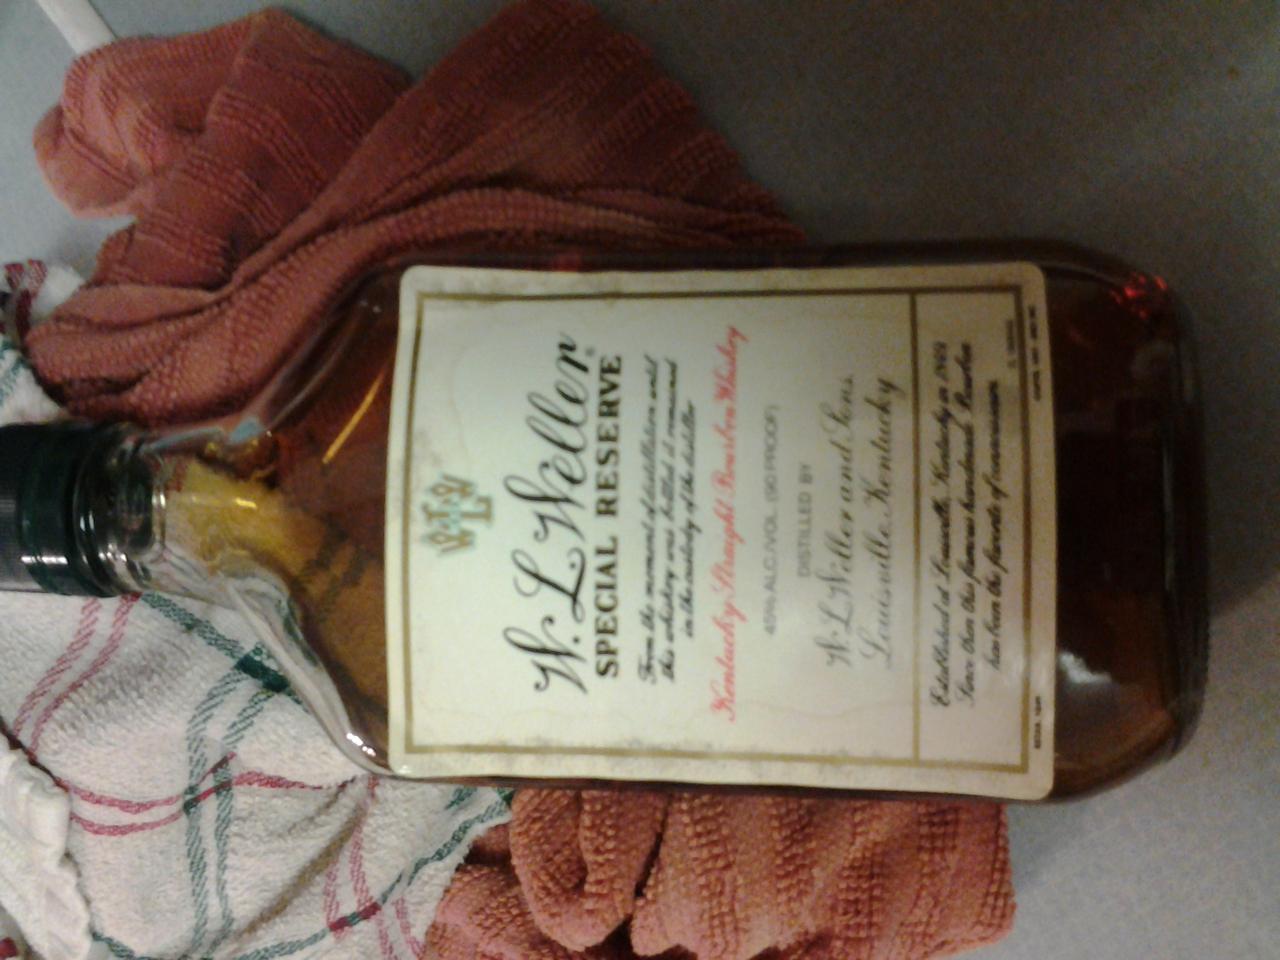 W. L. Weller
SPECIAL RESERVE
From the moment of distillation until
this whiskey was bottled it remained
in the custody of the distiller
Kentucky Straight Bourbon Whiskey
45% ALC/VOL (90 PROOF)
DISTILLED BY
W. L. Weller and Sons,
Louisville, Kentucky
Established at Louisville, Kentucky in 1849
Since then this famous handmade Bourbon
has been the favorite of connoisseurs.